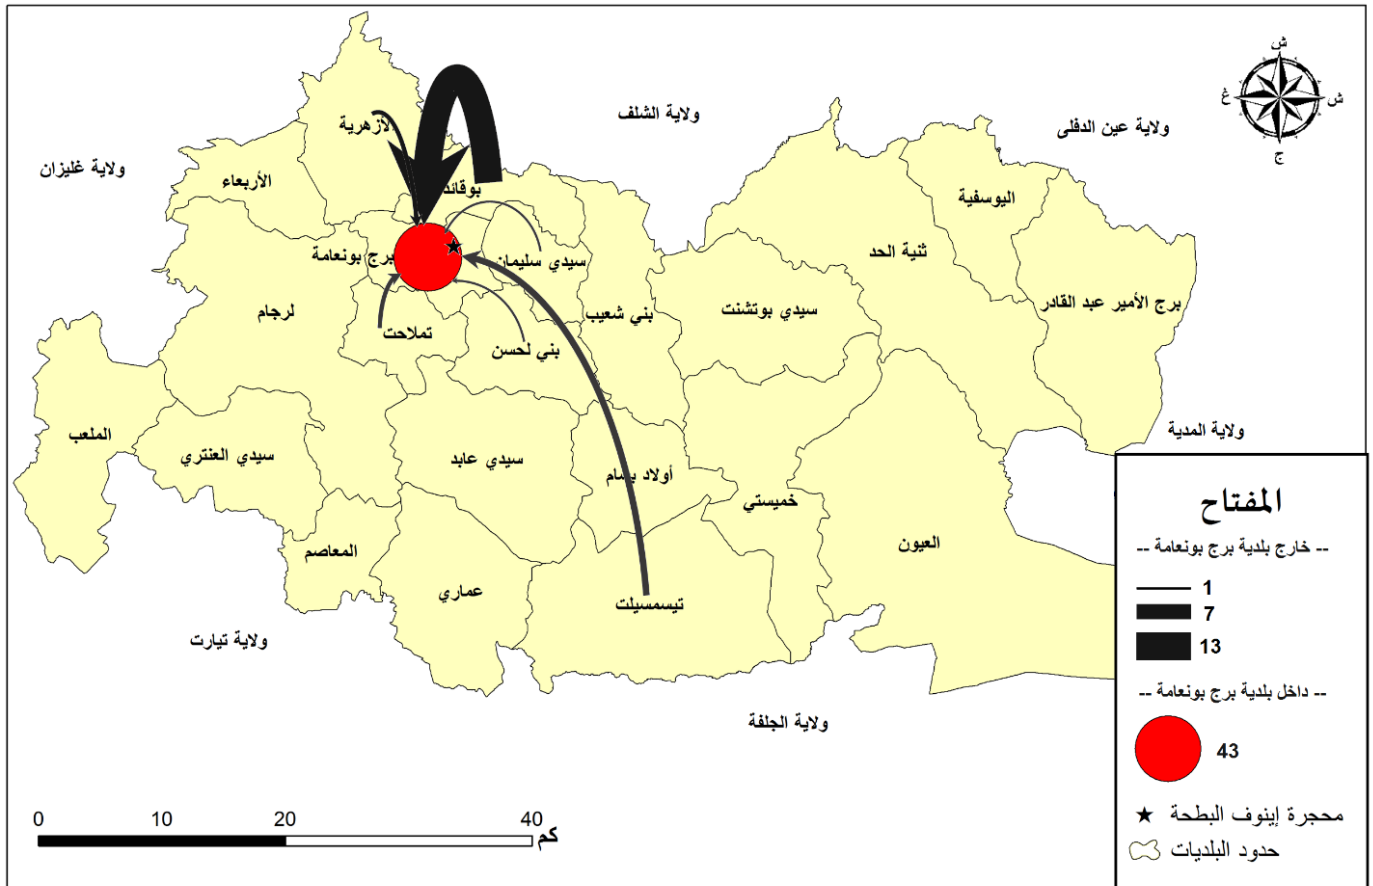 ش
غ
ش
ج
ولاية الشلف
ولاية عين الدفلى
ولاية غليزان
الأزهرية
الأربعاء
بوقائد
اليوسفية
ثنية الحد
برج بونعامة
سيدي سليمان
برج الأمير عبد القادر
لرجام
تملاحت
بني لحسن
بني شعيب
سيدي بوتشنت
الملعب
سيدي العنتري
سيدي عابد
أولاد بسام
خميستي
ولاية المدية
المعاصم
عماري
تيسمسيلت
العيون
ولاية تيارت
ولاية الجلفة
المفتاح
-- خارج بلدية برج بونعامة --
1
7
13
-- داخل بلدية برج بونعامة --
43
محجرة إينوف البطحة
حدود البلديات
0 10 20 40
كم